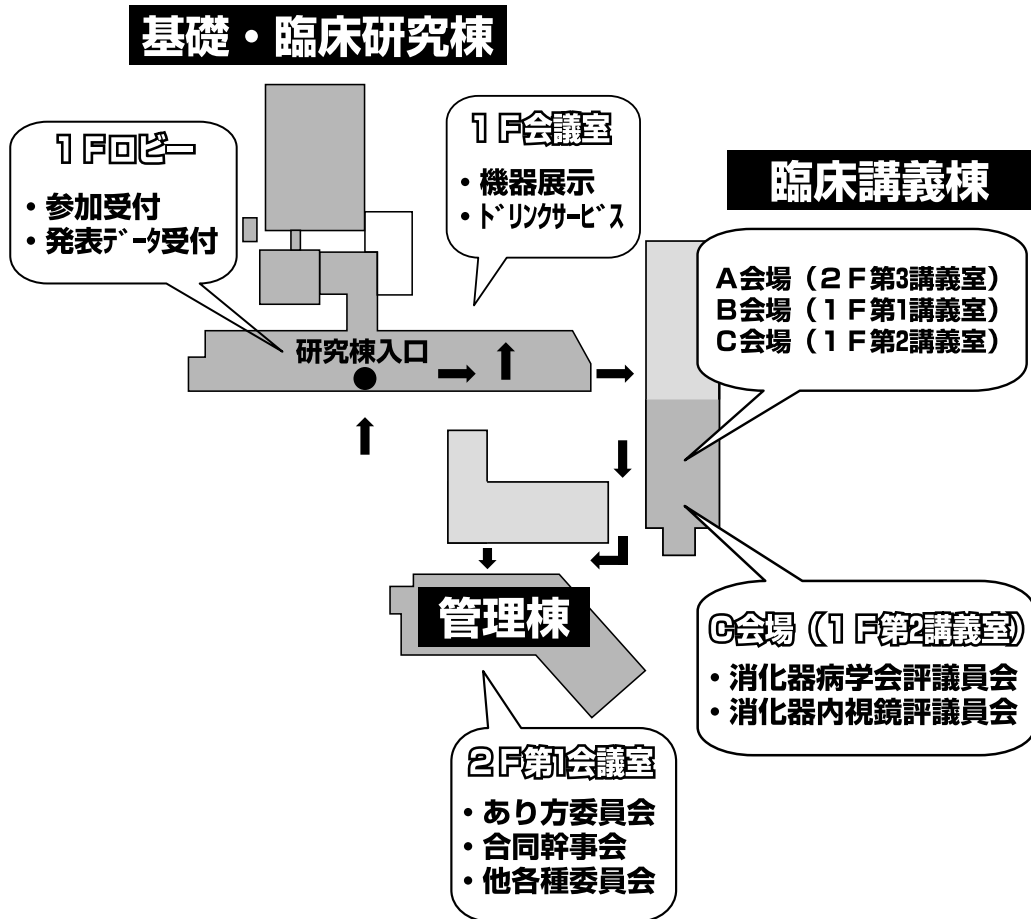 基礎・臨床研究棟
1Fロビー
・参加受付
・発表ﾃﾞｰﾀ受付
1F会議室
・機器展示
・ﾄﾞﾘﾝｸｻｰﾋﾞｽ
臨床講義棟
A会場（2F第3講義室）
B会場（1F第1講義室）
C会場（1F第2講義室）
研究棟入口
C会場（1F第2講義室）
・消化器病学会評議員会
・消化器内視鏡評議員会
管理棟
2F第1会議室
・あり方委員会
・合同幹事会
・他各種委員会